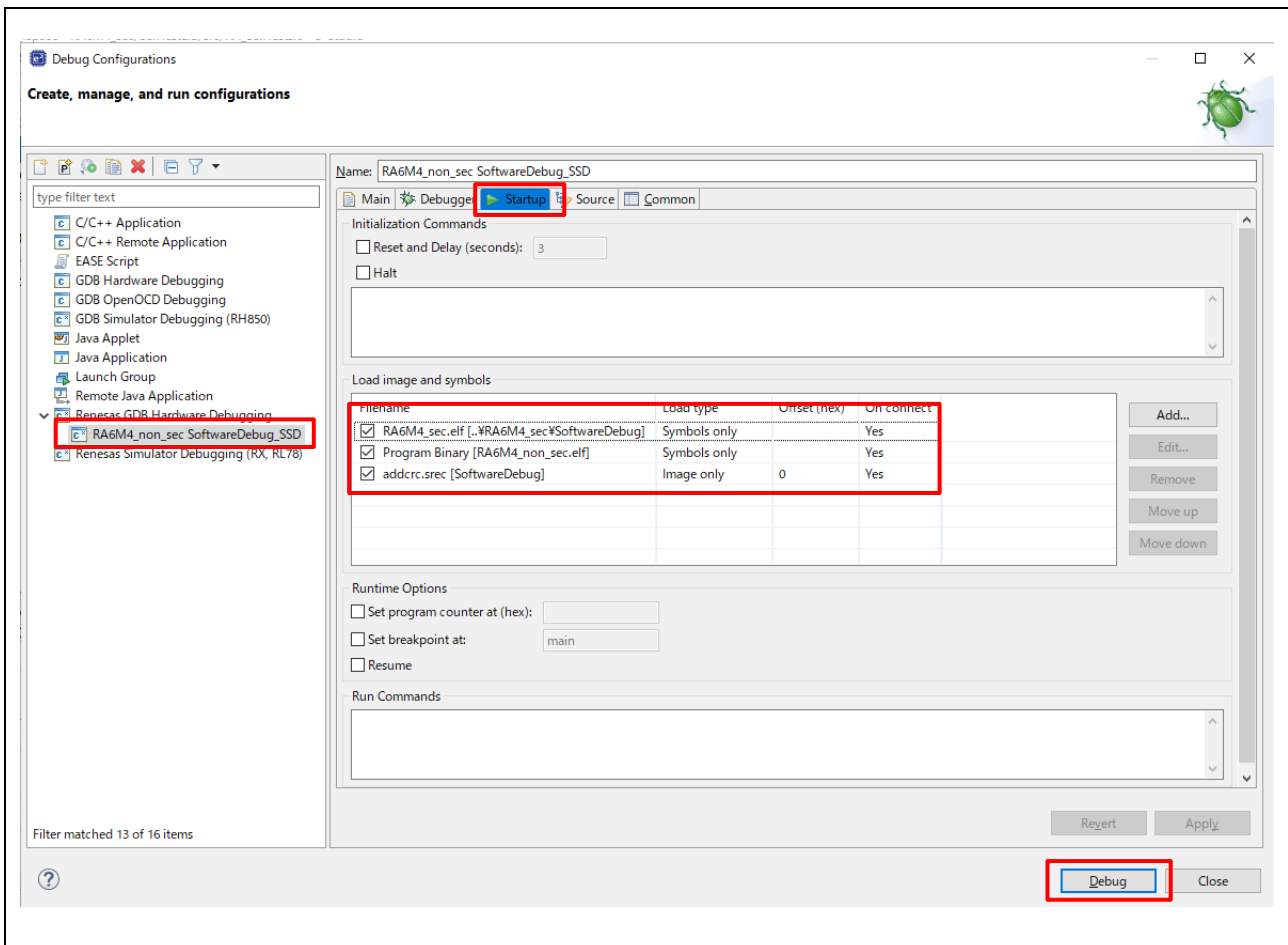 Debug Configurations
Create, manage, and run configurations
Name: RA6M4_non_sec SoftwareDebug_SSD
type filter text
C/C++ Application
C/C++ Remote Application
EASE Script
GDB Hardware Debugging
GDB OpenOCD Debugging
GDB Simulator Debugging (RH850)
Java Applet
Java Application
Launch Group
Remote Java Application
Renesas GDB Hardware Debugging
RA6M4_non_sec SoftwareDebug_SSD
Renesas Simulator Debugging (RX, RL78)
Filter matched 13 of 16 items
Main Debugger Startup Source Common
Initialization Commands
Reset and Delay (seconds): 3
Halt
Load image and symbols
Filename Load type Offset (hex) On connect
RA6M4_sec.elf [..¥RA6M4_sec¥SoftwareDebug] Symbols only Yes
Program Binary [RA6M4_non_sec.elf] Symbols only Yes
addcrc.srec [SoftwareDebug] Image only 0 Yes
Add...
Edit...
Remove
Move up
Move down
Runtime Options
Set program counter at (hex):
Set breakpoint at: main
Resume
Run Commands
Revert Apply
Debug Close